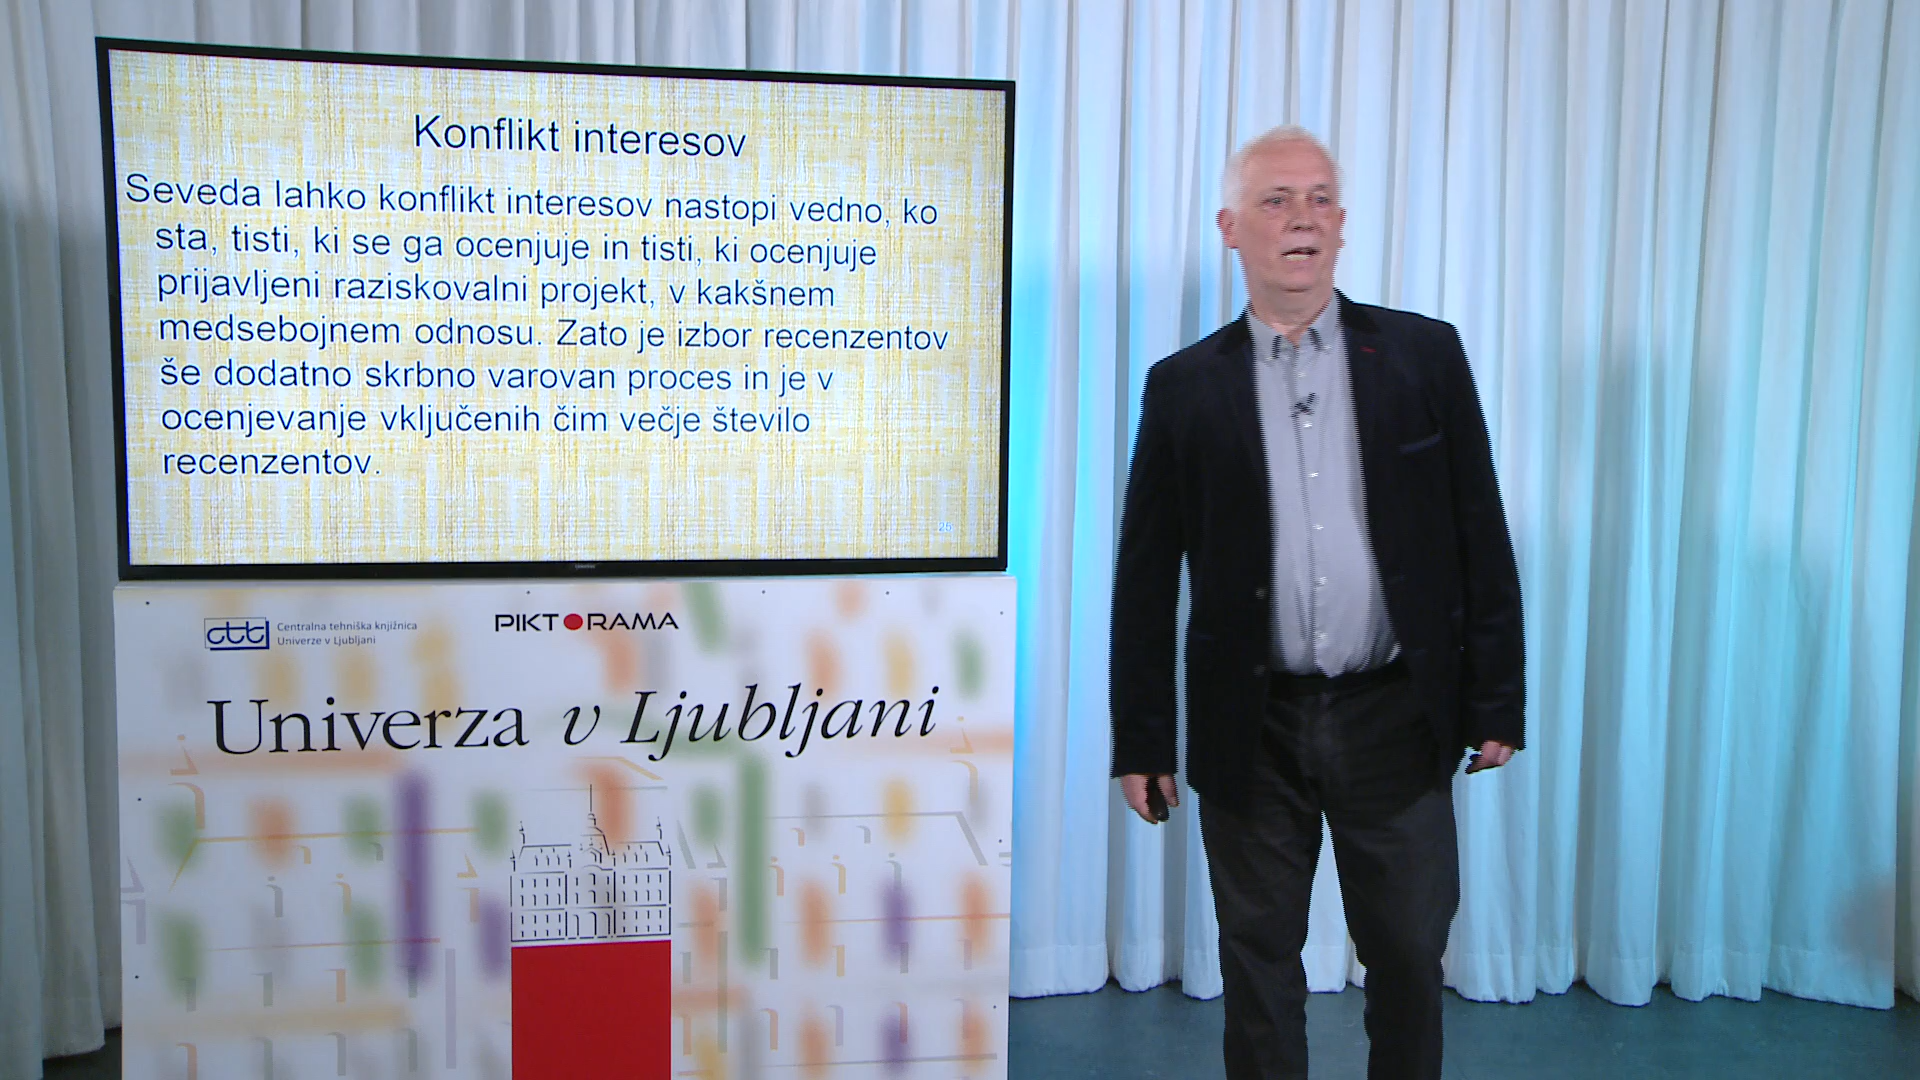 Konflikt interesov
Seveda lahko konflikt interesov nastopi vedno, ko
sta, tisti, ki se ga ocenjuje in tisti, ki ocenjuje
prijavljeni raziskovalni projekt, v kakšnem
medsebojnem odnosu. Zato je izbor recenzentov
še dodatno skrbno varovan proces in je v
ocenjevanje vključenih čim večje število
recenzentov.
25
ctk Centralna tehniška knjižnica
Univerze v Ljubljani
PIKTORAMA
Univerza v Ljubljani